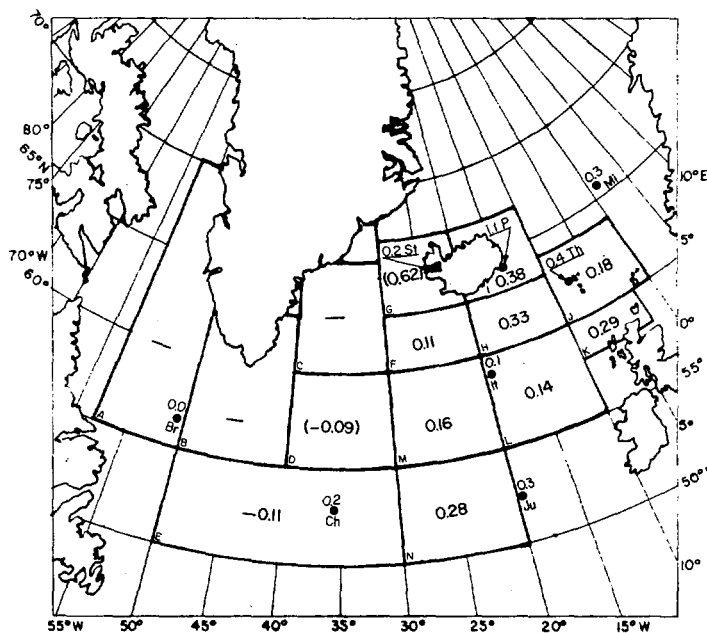 70°
80°
65°N
75°
70°W
60°
0.3
Mi
10°E
5°
0.2 St
1.1 P
0.4 Th
0.18
(0.62)
0.38
G
J
0°
0.29
0.33
0.11
K
—
C
F
H
55°
0.1
It
0.14
—
0.0
Br
—
(−0.09)
0.16
5°
A
B
D
M
L
50°
0.3
Ju
0.2
Ch
−0.11
0.28
E
N
10°
55°W
50°
45°
40°
35°
30°
25°
20°
15°W